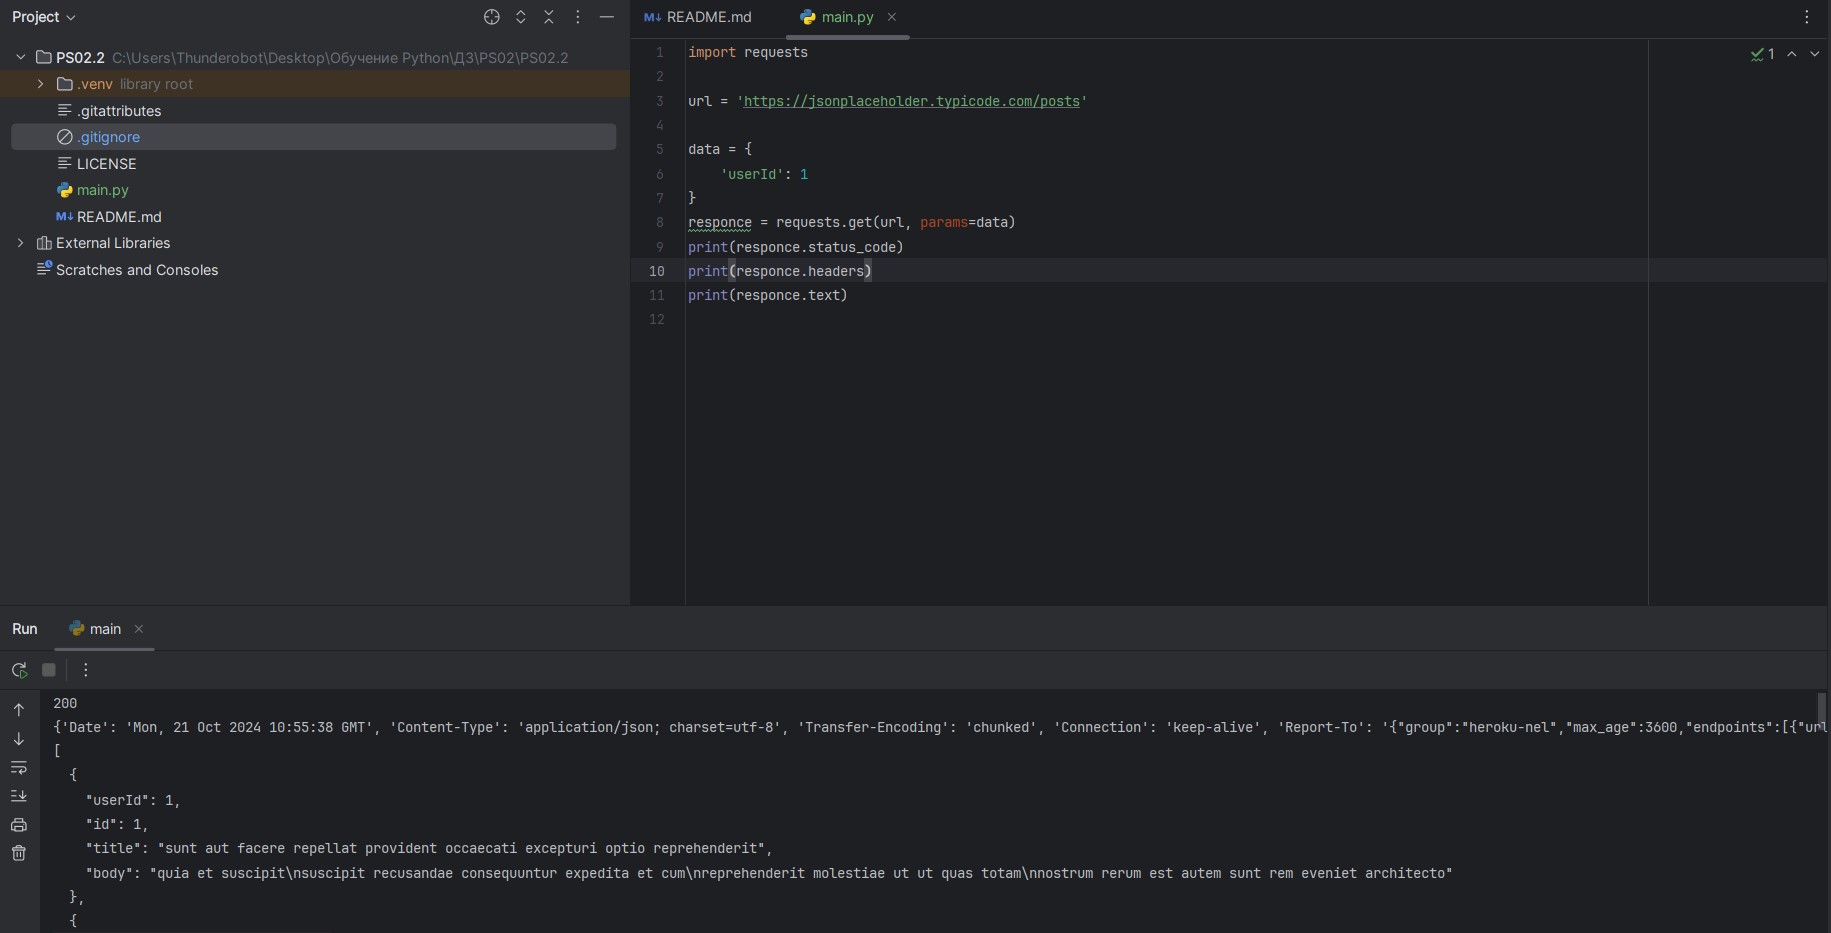 Project
README.md
main.py
PS02.2 C:\Users\Thunderobot\Desktop\Обучение Python\ДЗ\PS02\PS02.2
.venv library root
.gitattributes
.gitignore
LICENSE
main.py
README.md
External Libraries
Scratches and Consoles
1 import requests
2
3 url = 'https://jsonplaceholder.typicode.com/posts'
4
5 data = {
6 'userId': 1
7 }
8 responce = requests.get(url, params=data)
9 print(responce.status_code)
10 print(responce.headers)
11 print(responce.text)
12
1
Run
main
200
{'Date': 'Mon, 21 Oct 2024 10:55:38 GMT', 'Content-Type': 'application/json; charset=utf-8', 'Transfer-Encoding': 'chunked', 'Connection': 'keep-alive', 'Report-To': '{"group":"heroku-nel","max_age":3600,"endpoints":[{"url
[
{
"userId": 1,
"id": 1,
"title": "sunt aut facere repellat provident occaecati excepturi optio reprehenderit",
"body": "quia et suscipit\nsuscipit recusandae consequuntur expedita et cum\nreprehenderit molestiae ut ut quas totam\nnostrum rerum est autem sunt rem eveniet architecto"
},
{